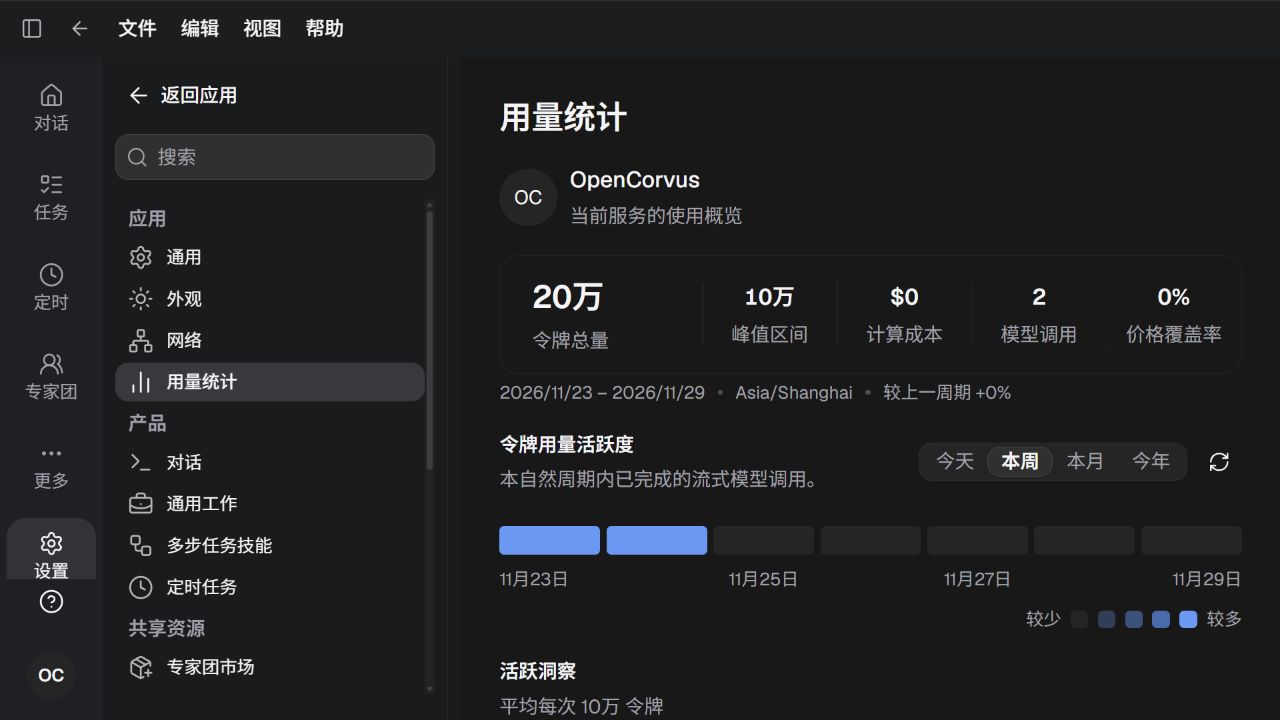 文件 编辑 视图 帮助
对话
任务
定时
专家团
更多
设置
OC
返回应用
搜索
应用
通用
外观
网络
用量统计
产品
对话
通用工作
多步任务技能
定时任务
共享资源
专家团市场
用量统计
OC
OpenCorvus
当前服务的使用概览
20万
令牌总量
10万
峰值区间
$0
计算成本
2
模型调用
0%
价格覆盖率
2026/11/23 – 2026/11/29 • Asia/Shanghai • 较上一周期 +0%
令牌用量活跃度
本自然周期内已完成的流式模型调用。
今天 本周 本月 今年
11月23日 11月25日 11月27日 11月29日
较少 较多
活跃洞察
平均每次 10万 令牌